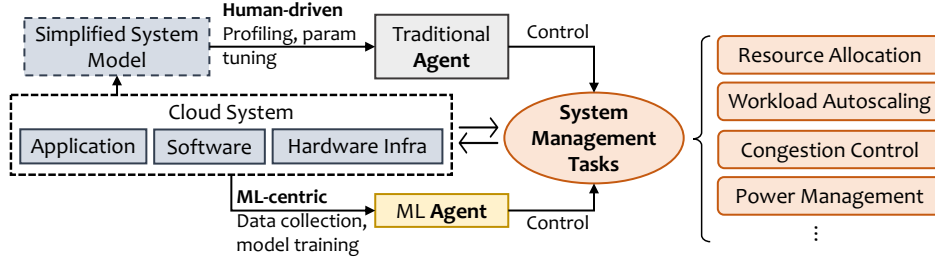 Simplified System
Model
Human-driven
Profiling, param
tuning
Traditional
Agent
Control
Cloud System
Application
Software
Hardware Infra
System
Management
Tasks
ML-centric
Data collection,
model training
ML Agent
Control
Resource Allocation
Workload Autoscaling
Congestion Control
Power Management
...